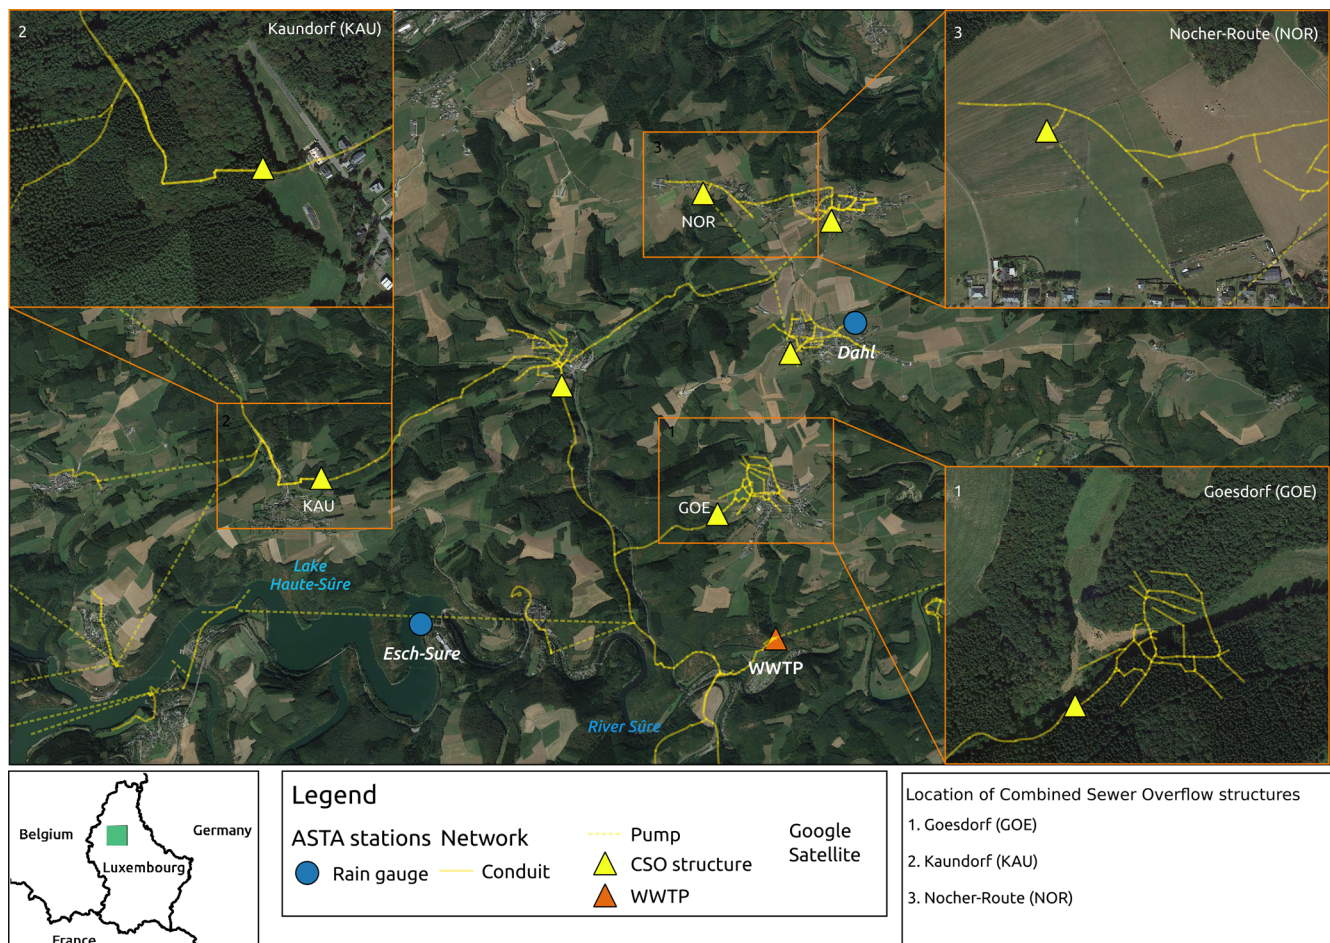 2
Kaundorf (KAU)
3
Nocher-Route (NOR)
3
NOR
Dahl
2
KAU
1
GOE
1
Goesdorf (GOE)
Lake
Haute-Sûre
Esch-Sure
WWTP
River Sûre
Belgium
Germany
Luxembourg
France
Legend
ASTA stations
Rain gauge
Network
Conduit
Pump
CSO structure
WWTP
Google
Satellite
Location of Combined Sewer Overflow structures
1. Goesdorf (GOE)
2. Kaundorf (KAU)
3. Nocher-Route (NOR)